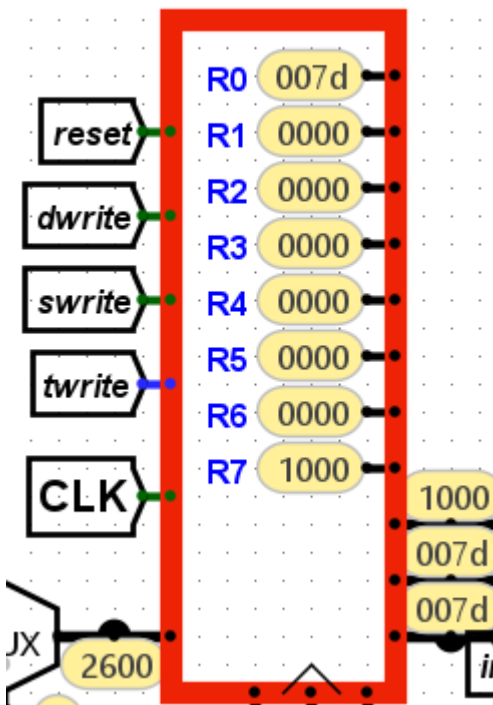 R0 007d
reset
R1 0000
R2 0000
dwrite
R3 0000
swrite
R4 0000
R5 0000
twrite
R6 0000
R7 1000
CLK
1000
007d
007d
UX
2600